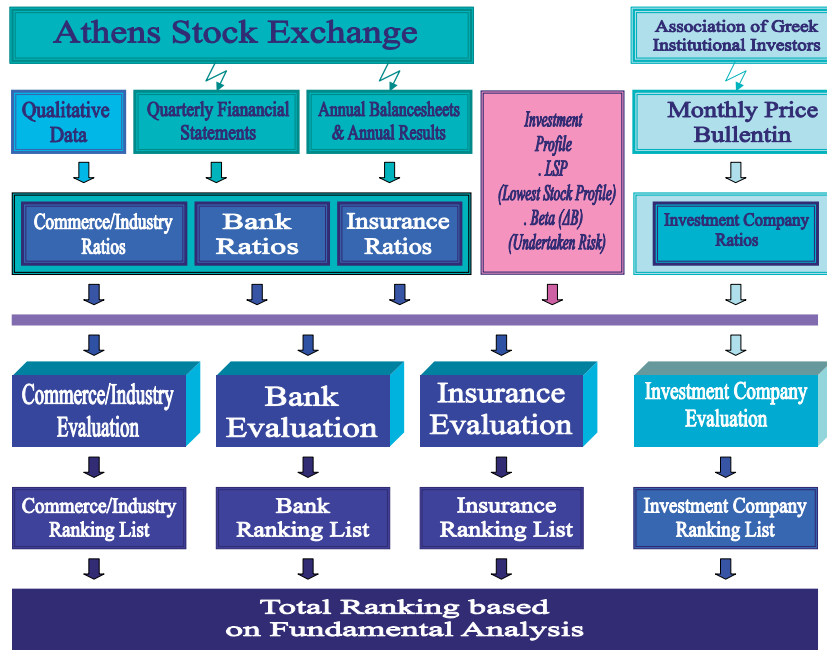 Athens Stock Exchange
Association of Greek
Institutional Investors
Qualitative
Data
Quarterly Fianancial
Statements
Annual Balancesheets
& Annual Results
Investment
Profile
. LSP
(Lowest Stock Profile)
. Beta (ΔB)
(Undertaken Risk)
Monthly Price
Bullentin
Commerce/Industry
Ratios
Bank
Ratios
Insurance
Ratios
Investment Company
Ratios
Commerce/Industry
Evaluation
Bank
Evaluation
Insurance
Evaluation
Investment Company
Evaluation
Commerce/Industry
Ranking List
Bank
Ranking List
Insurance
Ranking List
Investment Company
Ranking List
Total Ranking based
on Fundamental Analysis